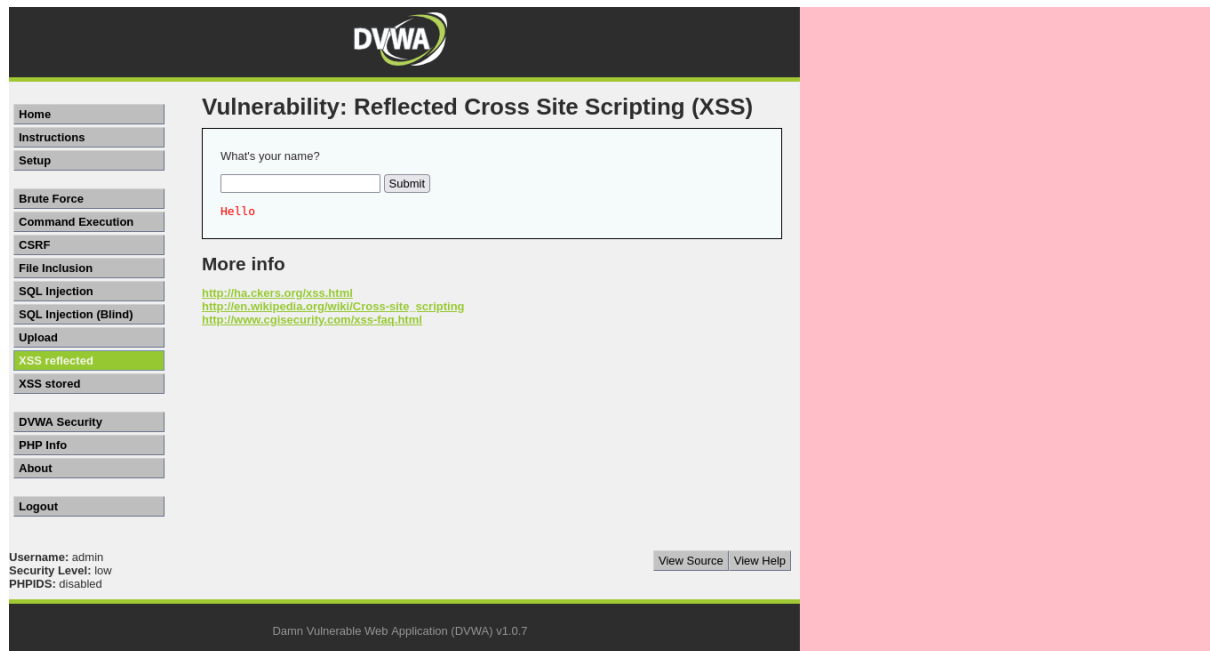 DVWA
Vulnerability: Reflected Cross Site Scripting (XSS)
Home
Instructions
Setup
Brute Force
Command Execution
CSRF
File Inclusion
SQL Injection
SQL Injection (Blind)
Upload
XSS reflected
XSS stored
DVWA Security
PHP Info
About
Logout
What's your name?
Submit
Hello
More info
http://ha.ckers.org/xss.html
http://en.wikipedia.org/wiki/Cross-site_scripting
http://www.cgisecurity.com/xss-faq.html
Username: admin
Security Level: low
PHPIDS: disabled
View Source View Help
Damn Vulnerable Web Application (DVWA) v1.0.7